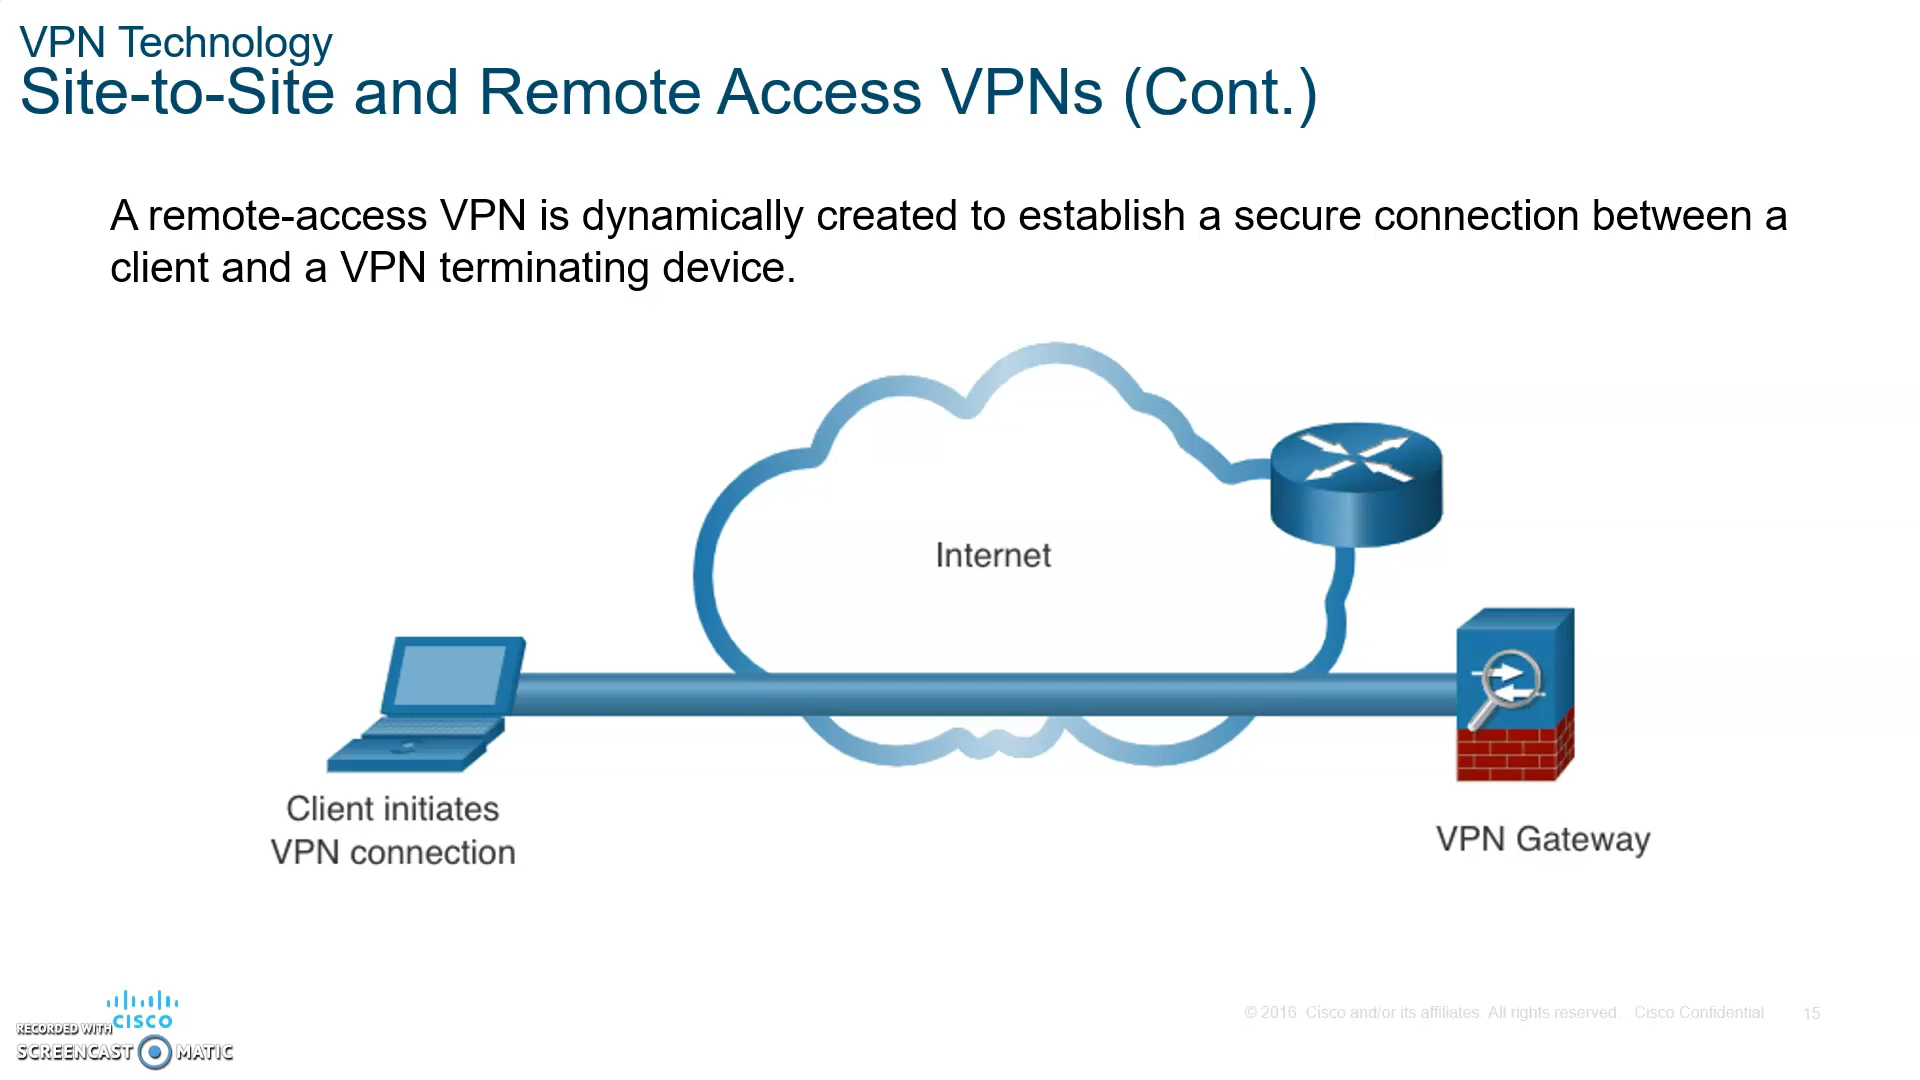 VPN Technology
Site-to-Site and Remote Access VPNs (Cont.)
A remote-access VPN is dynamically created to establish a secure connection between a
client and a VPN terminating device.
Internet
Client initiates
VPN connection
VPN Gateway
CISCO
RECORDED WITH
SCREENCAST MATIC
© 2016 Cisco and/or its affiliates. All rights reserved. Cisco Confidential 15